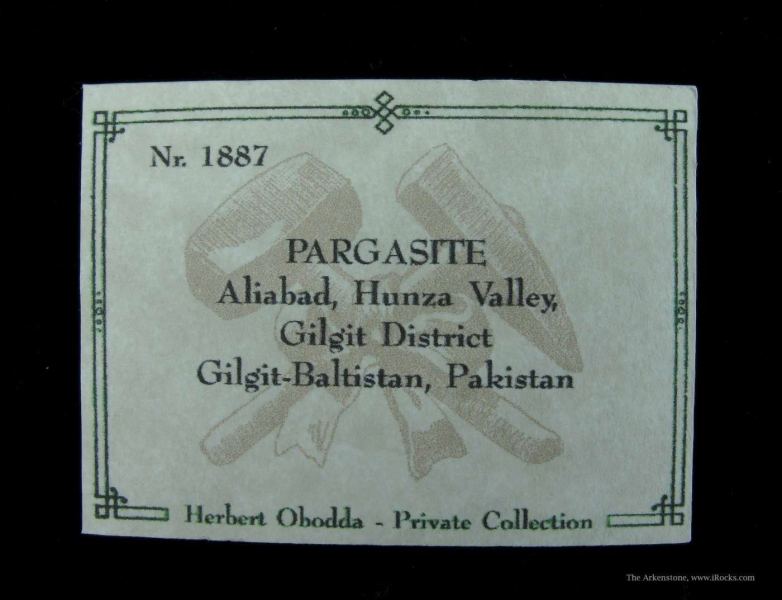 Nr. 1887
PARGASITE
Aliabad, Hunza Valley,
Gilgit District
Gilgit-Baltistan, Pakistan
Herbert Obodda - Private Collection
The Arkenstone, www.iRocks.com